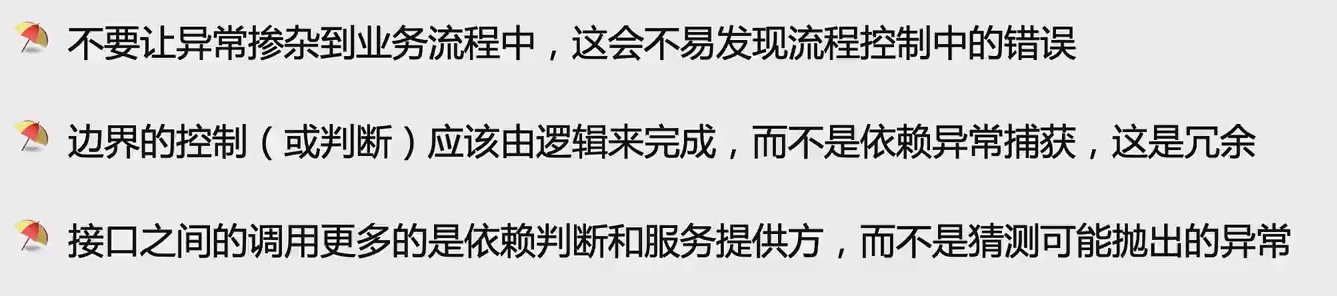 不要让异常掺杂到业务流程中，这会不易发现流程控制中的错误
边界的控制（或判断）应该由逻辑来完成，而不是依赖异常捕获，这是冗余
接口之间的调用更多的是依赖判断和服务提供方，而不是猜测可能抛出的异常